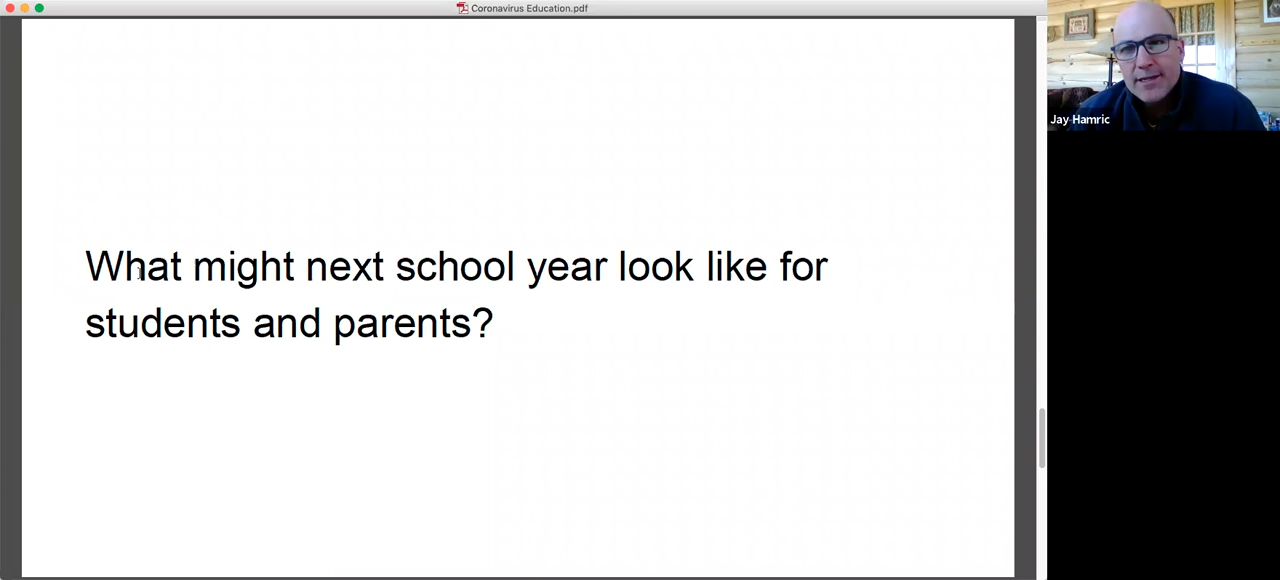 Coronavirus Education.pdf
Jay Hamric
What might next school year look like for
students and parents?